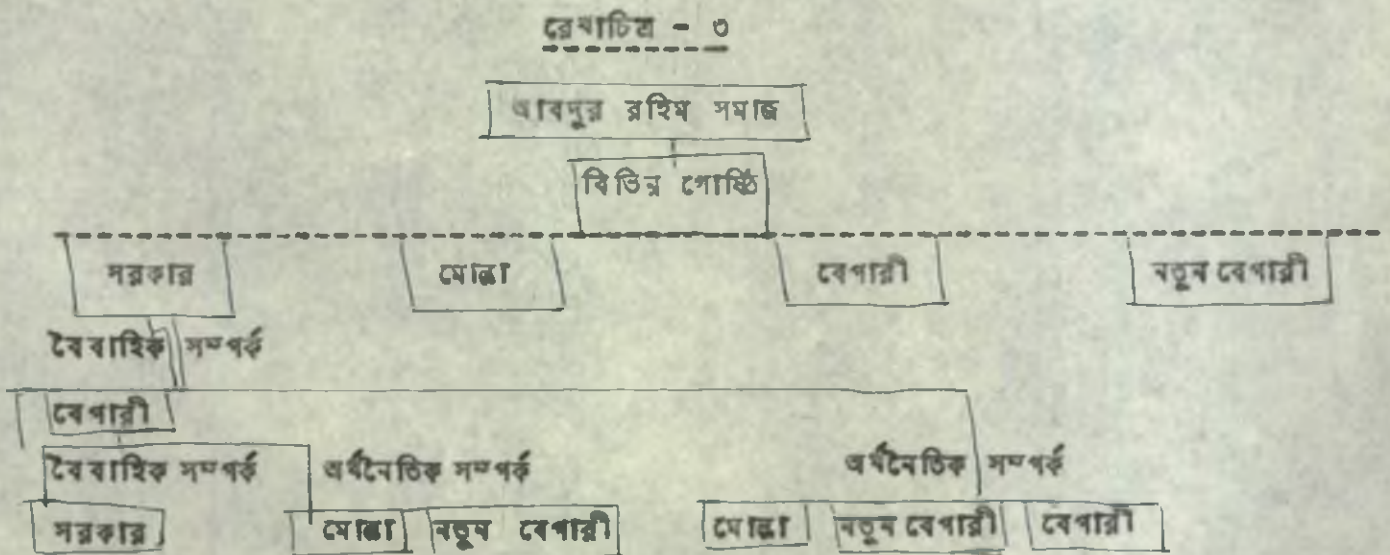 রেখাচিত্র - ৩
আবদুর রহিম সমাজ
বিভিন্ন গোষ্ঠি
সরকার মোল্লা বেপারী নতুন বেপারী
বৈবাহিক সম্পর্ক
বেপারী
বৈবাহিক সম্পর্ক অর্থনৈতিক সম্পর্ক অর্থনৈতিক সম্পর্ক
সরকার মোল্লা নতুন বেপারী মোল্লা নতুন বেপারী বেপারী